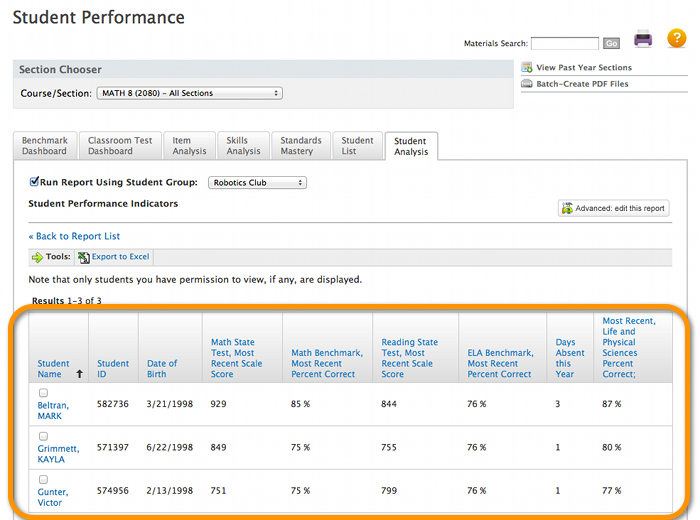 Student Performance
Materials Search: Go ?
Section Chooser
View Past Year Sections
Course/Section: MATH 8 (2080) - All Sections
Batch-Create PDF Files
Benchmark Dashboard
Classroom Test Dashboard
Item Analysis
Skills Analysis
Standards Mastery
Student List
Student Analysis
Run Report Using Student Group: Robotics Club
Student Performance Indicators
Advanced: edit this report
« Back to Report List
Tools: Export to Excel
Note that only students you have permission to view, if any, are displayed.
Results 1-3 of 3
Student Name
Student ID
Date of Birth
Math State Test, Most Recent Scale Score
Math Benchmark, Most Recent Percent Correct
Reading State Test, Most Recent Scale Score
ELA Benchmark, Most Recent Percent Correct
Days Absent this Year
Most Recent, Life and Physical Sciences Percent Correct;
Beltran, MARK 582736 3/21/1998 929 85 % 844 76 % 3 87 %
Grimmett, KAYLA 571397 6/22/1998 849 75 % 755 76 % 1 80 %
Gunter, Victor 574956 2/13/1998 751 75 % 799 76 % 1 77 %